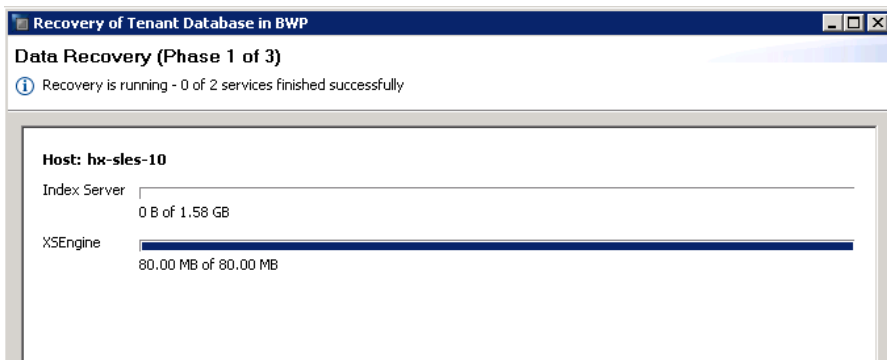 Recovery of Tenant Database in BWP
Data Recovery (Phase 1 of 3)
Recovery is running - 0 of 2 services finished successfully
Host: hx-sles-10
Index Server
0 B of 1.58 GB
XSEngine
80.00 MB of 80.00 MB